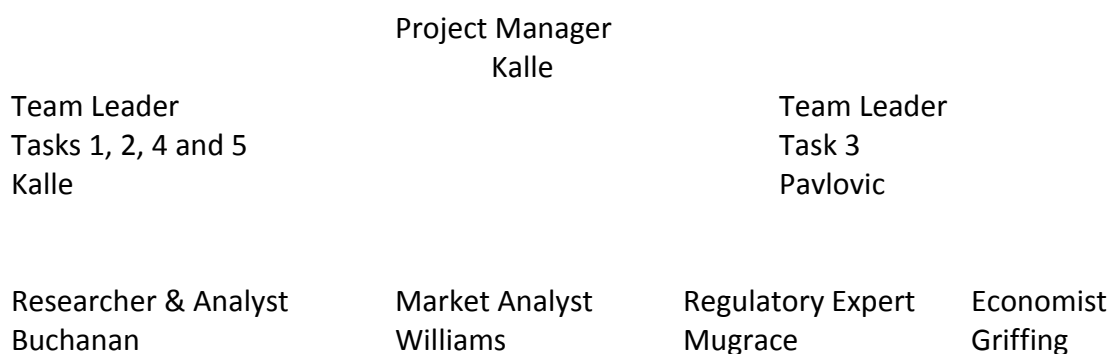 Project Manager
Kalle
Team Leader Team Leader
Tasks 1, 2, 4 and 5 Task 3
Kalle Pavlovic
Researcher & Analyst Market Analyst Regulatory Expert Economist
Buchanan Williams Mugrace Griffing